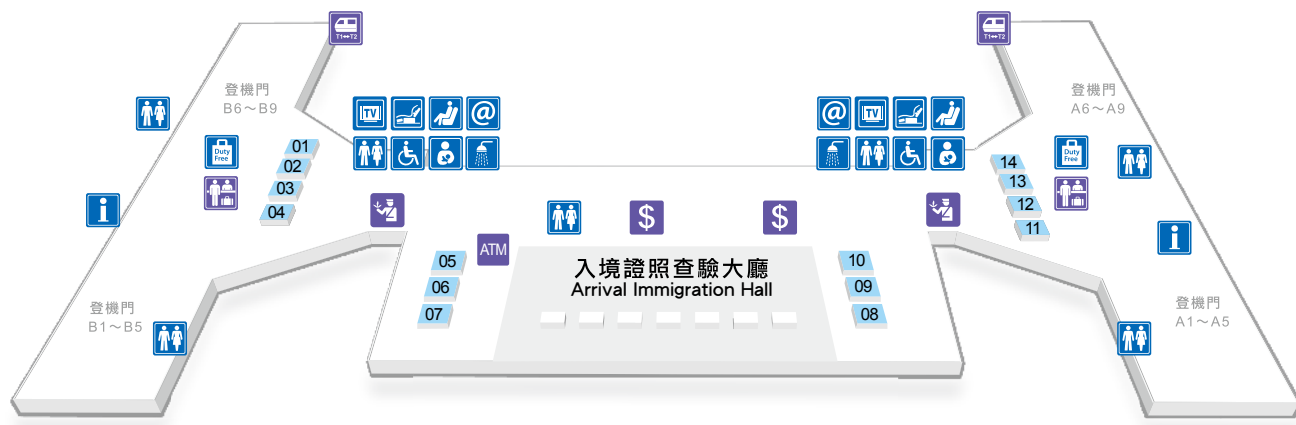 T1↔T2
T1↔T2
登機門
B6～B9
登機門
A6～A9
TV
@
@
TV
01
02
03
04
Duty
Free
Duty
Free
14
13
12
11
i
i
$
$
ATM
05
06
07
入境證照查驗大廳
Arrival Immigration Hall
10
09
08
登機門
B1～B5
登機門
A1～A5